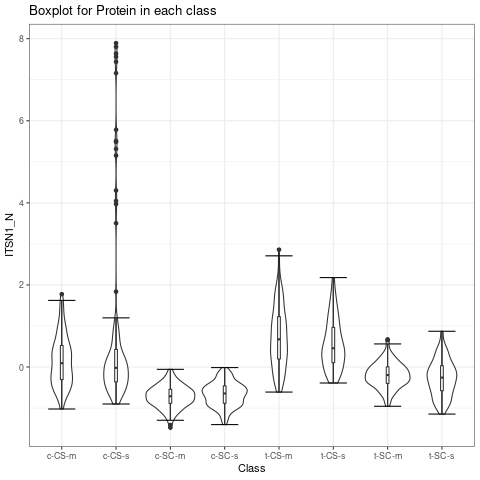 Boxplot for Protein in each class
ITSN1_N
8
6
4
2
0
c-CS-m c-CS-s c-SC-m c-SC-s t-CS-m t-CS-s t-SC-m t-SC-s
Class